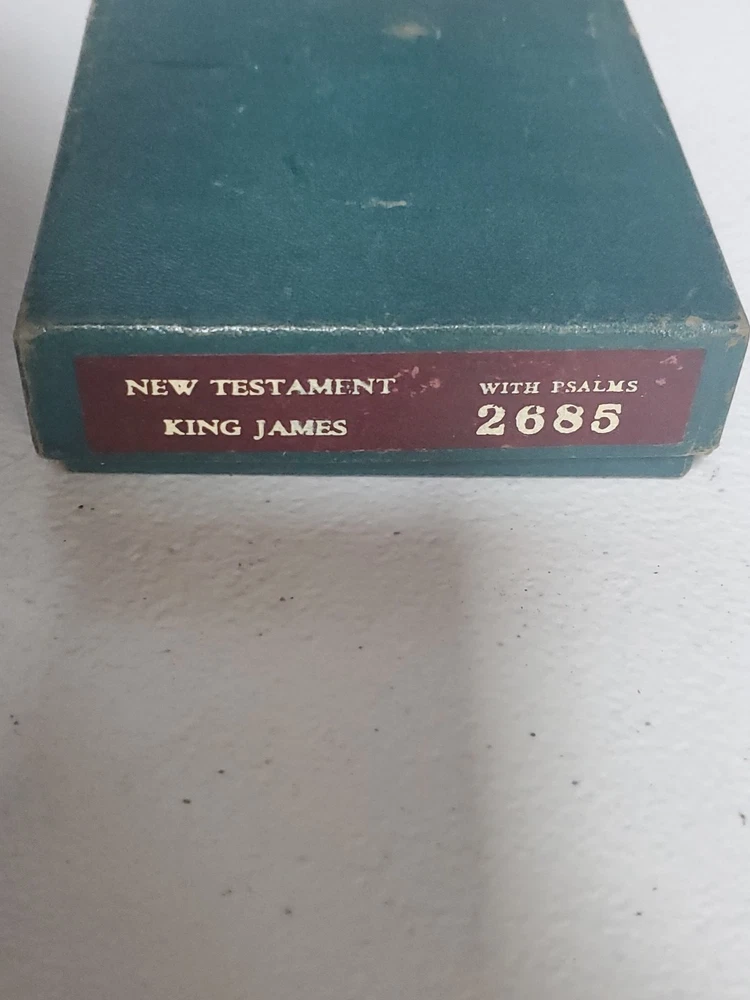 NEW TESTAMENT
KING JAMES
WITH PSALMS
2685